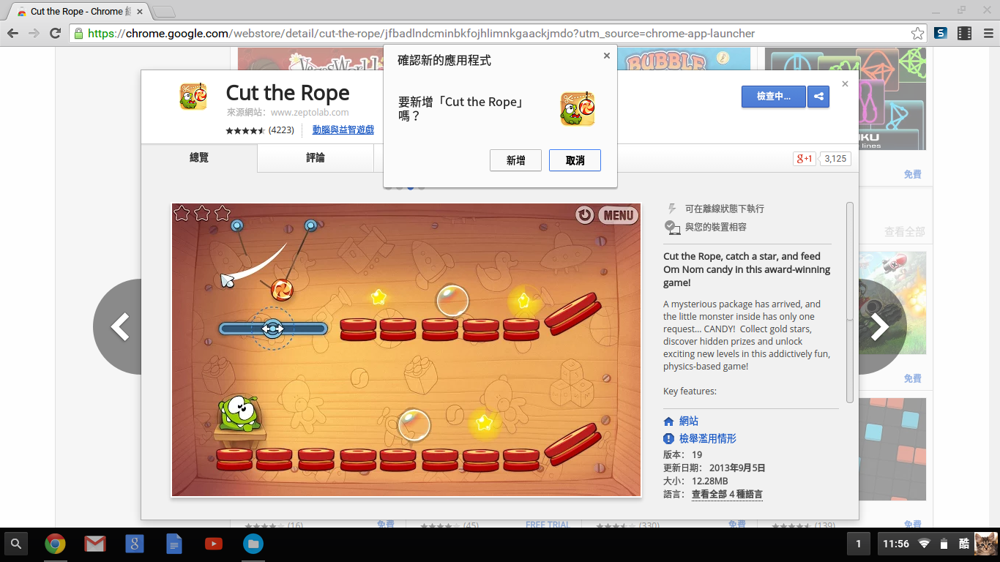 Cut the Rope - Chrome
https://chrome.google.com/webstore/detail/cut-the-rope/jfbadlndcminbkfojhlimnkgaackjmdo?utm_source=chrome-app-launcher
BUBBLE
確認新的應用程式
要新增「Cut the Rope」
嗎？
新增
取消
Cut the Rope
來源網站： www.zeptolab.com
(4223)
動腦與益智遊戲
檢查中...
總覽
評論
g+1
3,125
lines
免費
MENU
可在離線狀態下執行
與您的裝置相容
查看全部
Cut the Rope, catch a star, and feed
Om Nom candy in this award-winning
game!
A mysterious package has arrived, and
the little monster inside has only one
request... CANDY!  Collect gold stars,
discover hidden prizes and unlock
exciting new levels in this addictively fun,
physics-based game!
Key features:
免費
網站
檢舉濫用情形
版本： 19
更新日期： 2013年9月5日
大小： 12.28MB
語言： 查看全部 4 種語言
(16)
免費
(45)
FREE TRIAL
(330)
免費
(139)
免費
1
11:56
酷